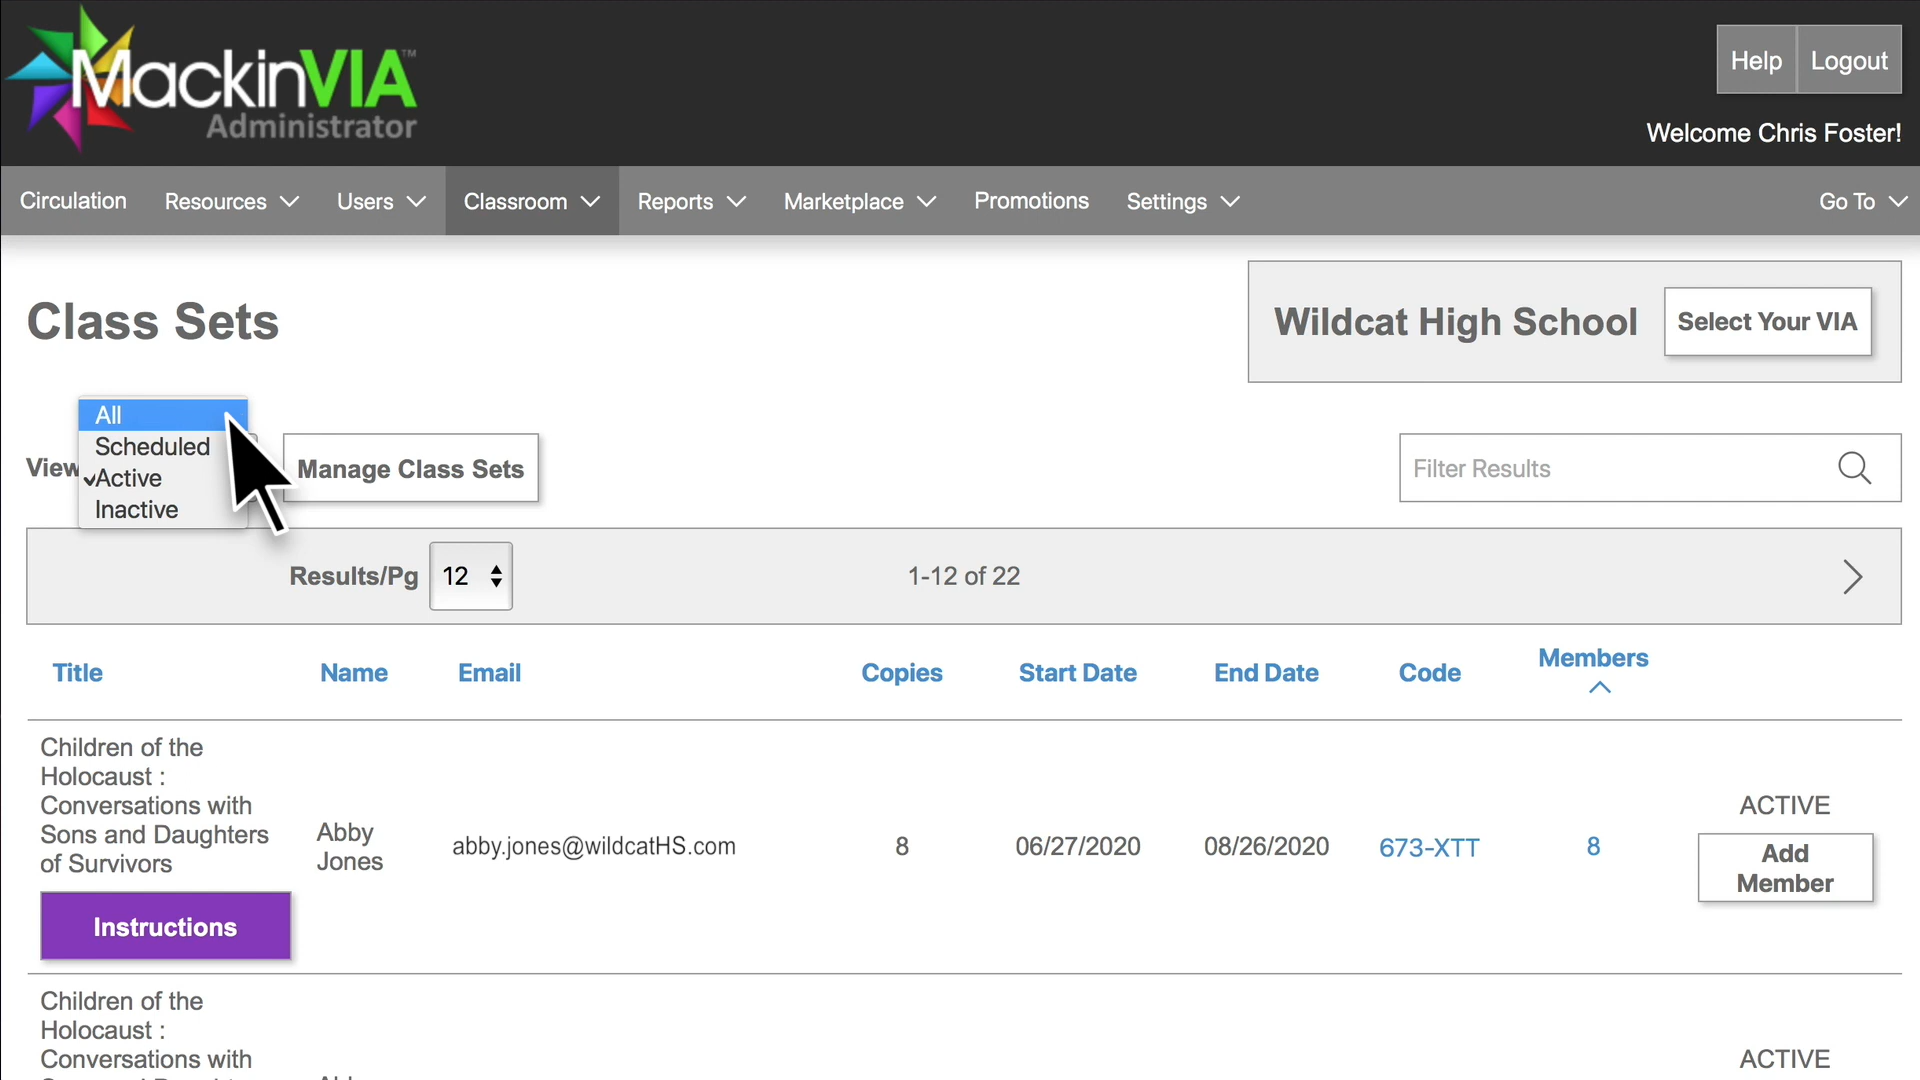 MackinVIA™
Administrator
Help
Logout
Welcome Chris Foster!
Circulation
Resources
Users
Classroom
Reports
Marketplace
Promotions
Settings
Go To
Class Sets
Wildcat High School
Select Your VIA
View
All
Scheduled
✓Active
Inactive
Manage Class Sets
Filter Results
Results/Pg
12
1-12 of 22
Title
Name
Email
Copies
Start Date
End Date
Code
Members
Children of the
Holocaust :
Conversations with
Sons and Daughters
of Survivors
Instructions
Abby
Jones
abby.jones@wildcatHS.com
8
06/27/2020
08/26/2020
673-XTT
8
ACTIVE
Add
Member
Children of the
Holocaust :
Conversations with
ACTIVE